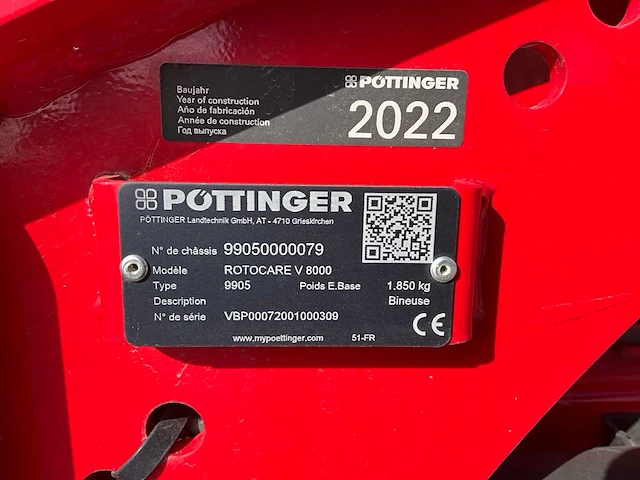 Baujahr
Year of construction
Año de fabricación
Année de construction
Год выпуска
PÖTTINGER
2022
PÖTTINGER
PÖTTINGER Landtechnik GmbH, AT - 4710 Grieskirchen
N° de châsis 99050000079
Modèle ROTOCARE V 8000
Type 9905 Poids E.Base 1.850 kg
Description Bineuse
N° de série VBP00072001000309
CE
www.mypoettinger.com 51-FR